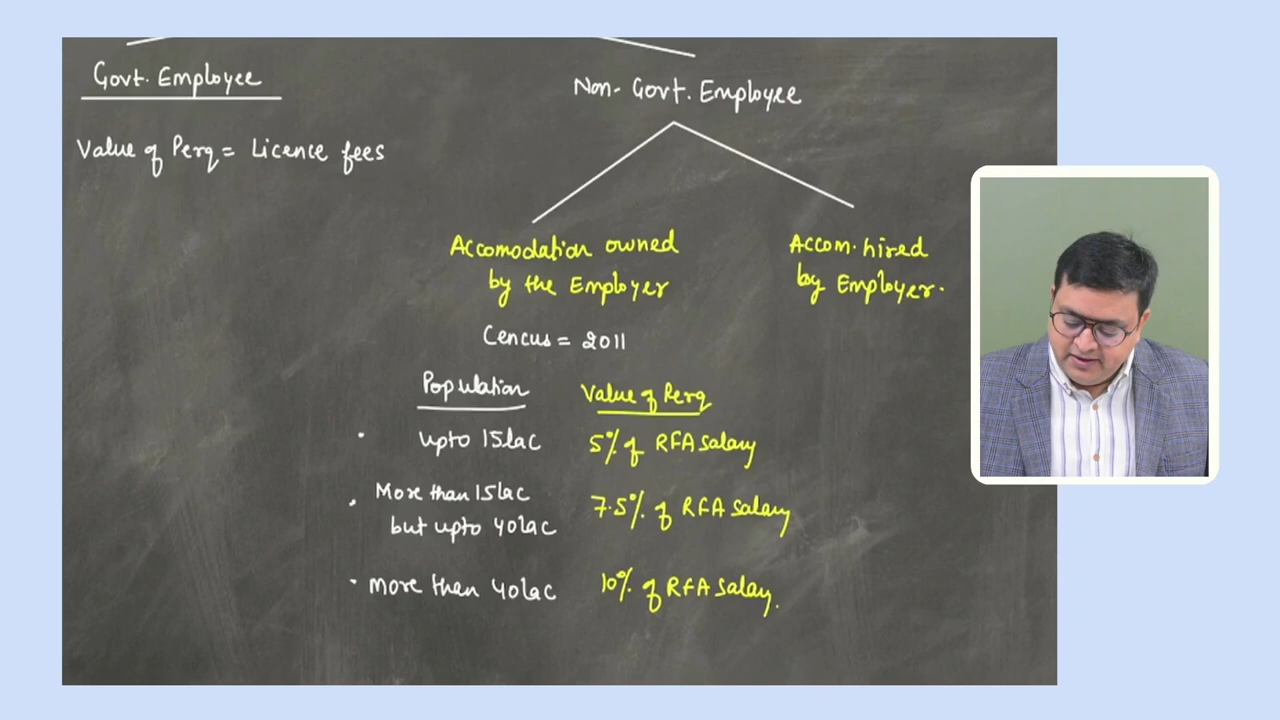 Govt. Employee
Non- Govt. Employee
Value of Perq = Licence fees
Accomodation owned
by the Employer
Accom. hired
by Employer.
Cencus = 2011
Population Value of Perq
• upto 15lac 5% of RFA salary
• More than 15lac
but upto 40lac 7.5% of RFA salary
• more than 40lac 10% of RFA salary.